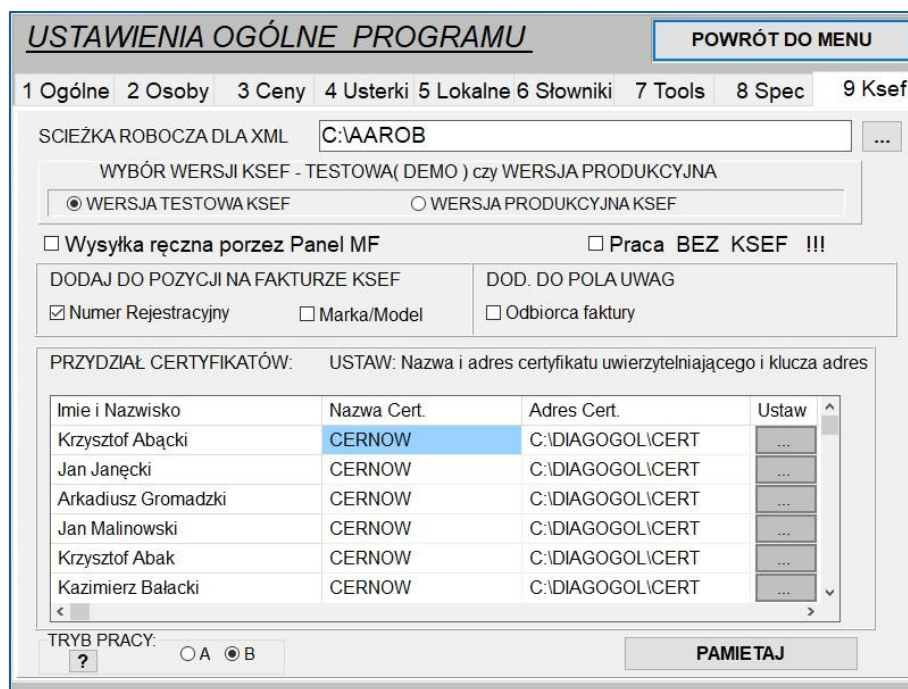 USTAWIENIA OGÓLNE PROGRAMU POWRÓT DO MENU
1 Ogólne 2 Osoby 3 Ceny 4 Usterki 5 Lokalne 6 Słowniki 7 Tools 8 Spec 9 Ksef
SCIEŻKA ROBOCZA DLA XML C:\AAROB ...
WYBÓR WERSJI KSEF - TESTOWA( DEMO ) czy WERSJA PRODUKCYJNA
WERSJA TESTOWA KSEF WERSJA PRODUKCYJNA KSEF
Wysyłka ręczna porzez Panel MF Praca BEZ KSEF !!!
DODAJ DO POZYCJI NA FAKTURZE KSEF DOD. DO POLA UWAG
Numer Rejestracyjny Marka/Model Odbiorca faktury
PRZYDZIAŁ CERTYFIKATÓW: USTAW: Nazwa i adres certyfikatu uwierzytelniającego i klucza adres
Imie i Nazwisko Nazwa Cert. Adres Cert. Ustaw
Krzysztof Abącki CERNOW C:\DIAGOGOL\CERT ...
Jan Janęcki CERNOW C:\DIAGOGOL\CERT ...
Arkadiusz Gromadzki CERNOW C:\DIAGOGOL\CERT ...
Jan Malinowski CERNOW C:\DIAGOGOL\CERT ...
Krzysztof Abak CERNOW C:\DIAGOGOL\CERT ...
Kazimierz Bałacki CERNOW C:\DIAGOGOL\CERT ...
TRYB PRACY:
? A B PAMIETAJ